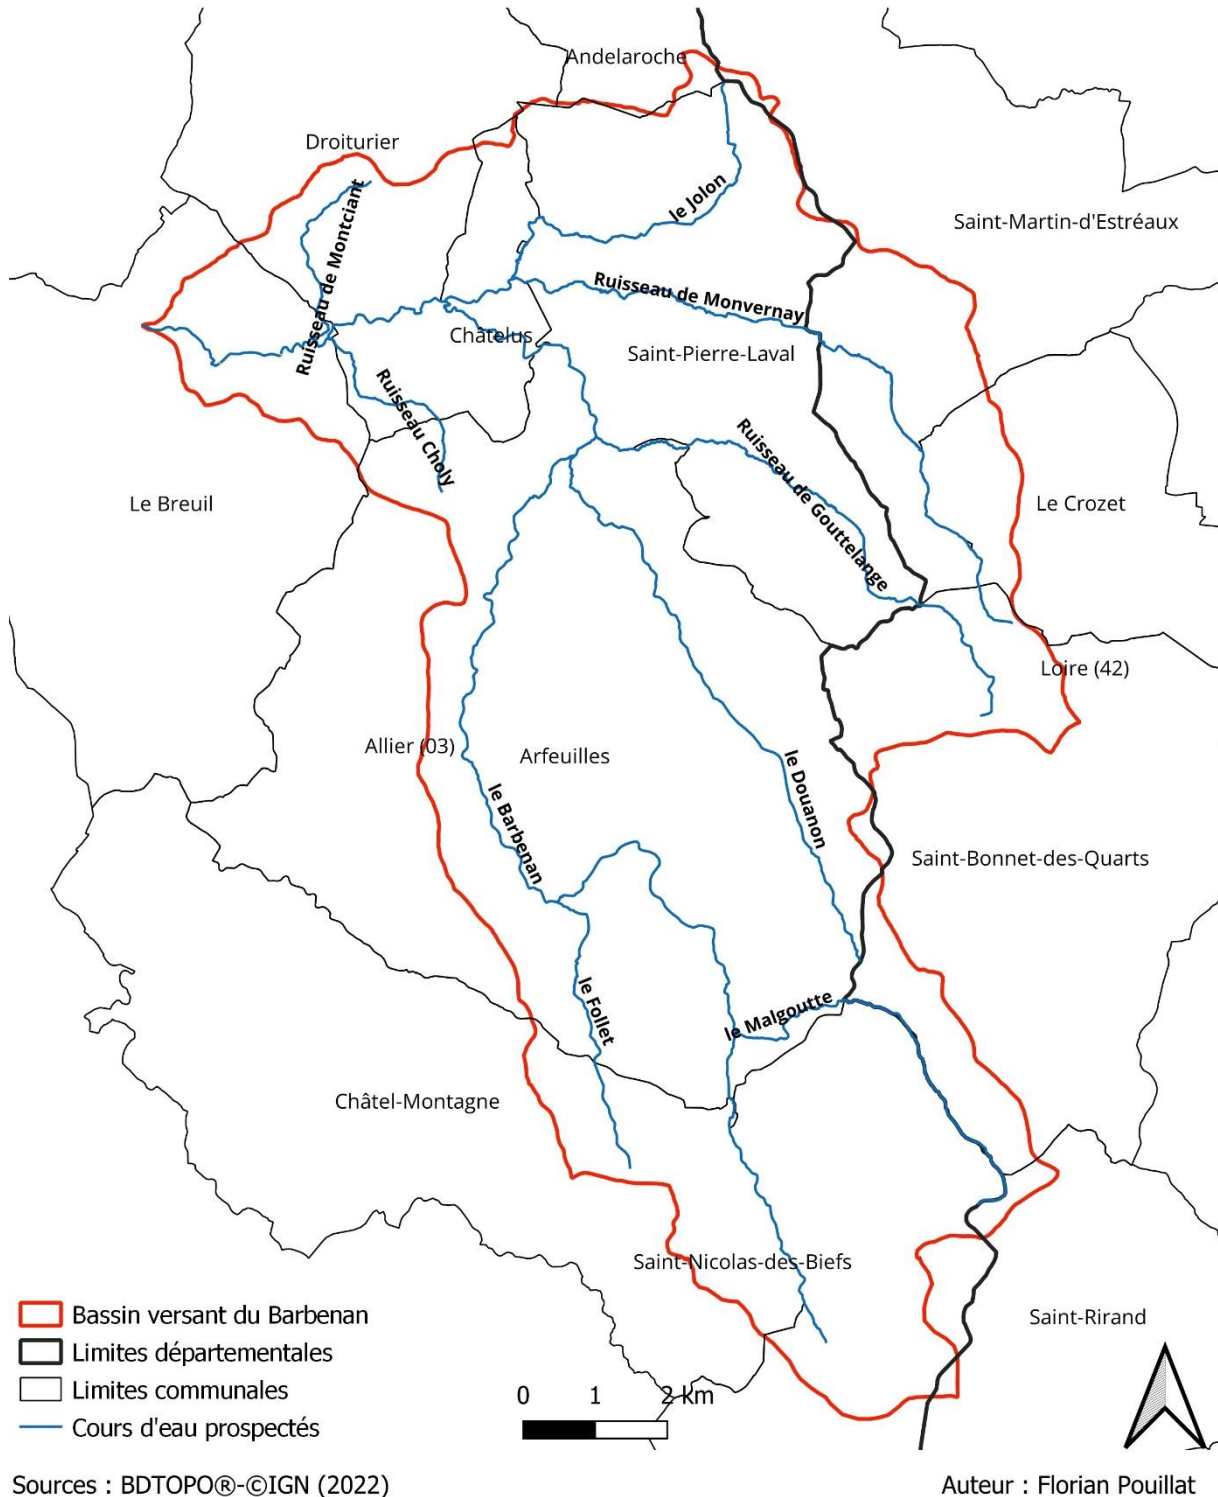 Andelaroche
Droiturier
Ruisseau de Montciant
le Jolon
Saint-Martin-d'Estréaux
Ruisseau de Monvernay
Châtelus
Saint-Pierre-Laval
Ruisseau Choly
Ruisseau de Gouttelange
Le Breuil
Le Crozet
Loire (42)
Allier (03)
Arfeuilles
le Douanon
le Barbenan
Saint-Bonnet-des-Quarts
le Follet
le Malgoutte
Châtel-Montagne
Saint-Nicolas-des-Biefs
Saint-Rirand
Bassin versant du Barbenan
Limites départementales
Limites communales
Cours d'eau prospectés
0 1 2 km
Sources : BDTOPO®-©IGN (2022)
Auteur : Florian Pouillat